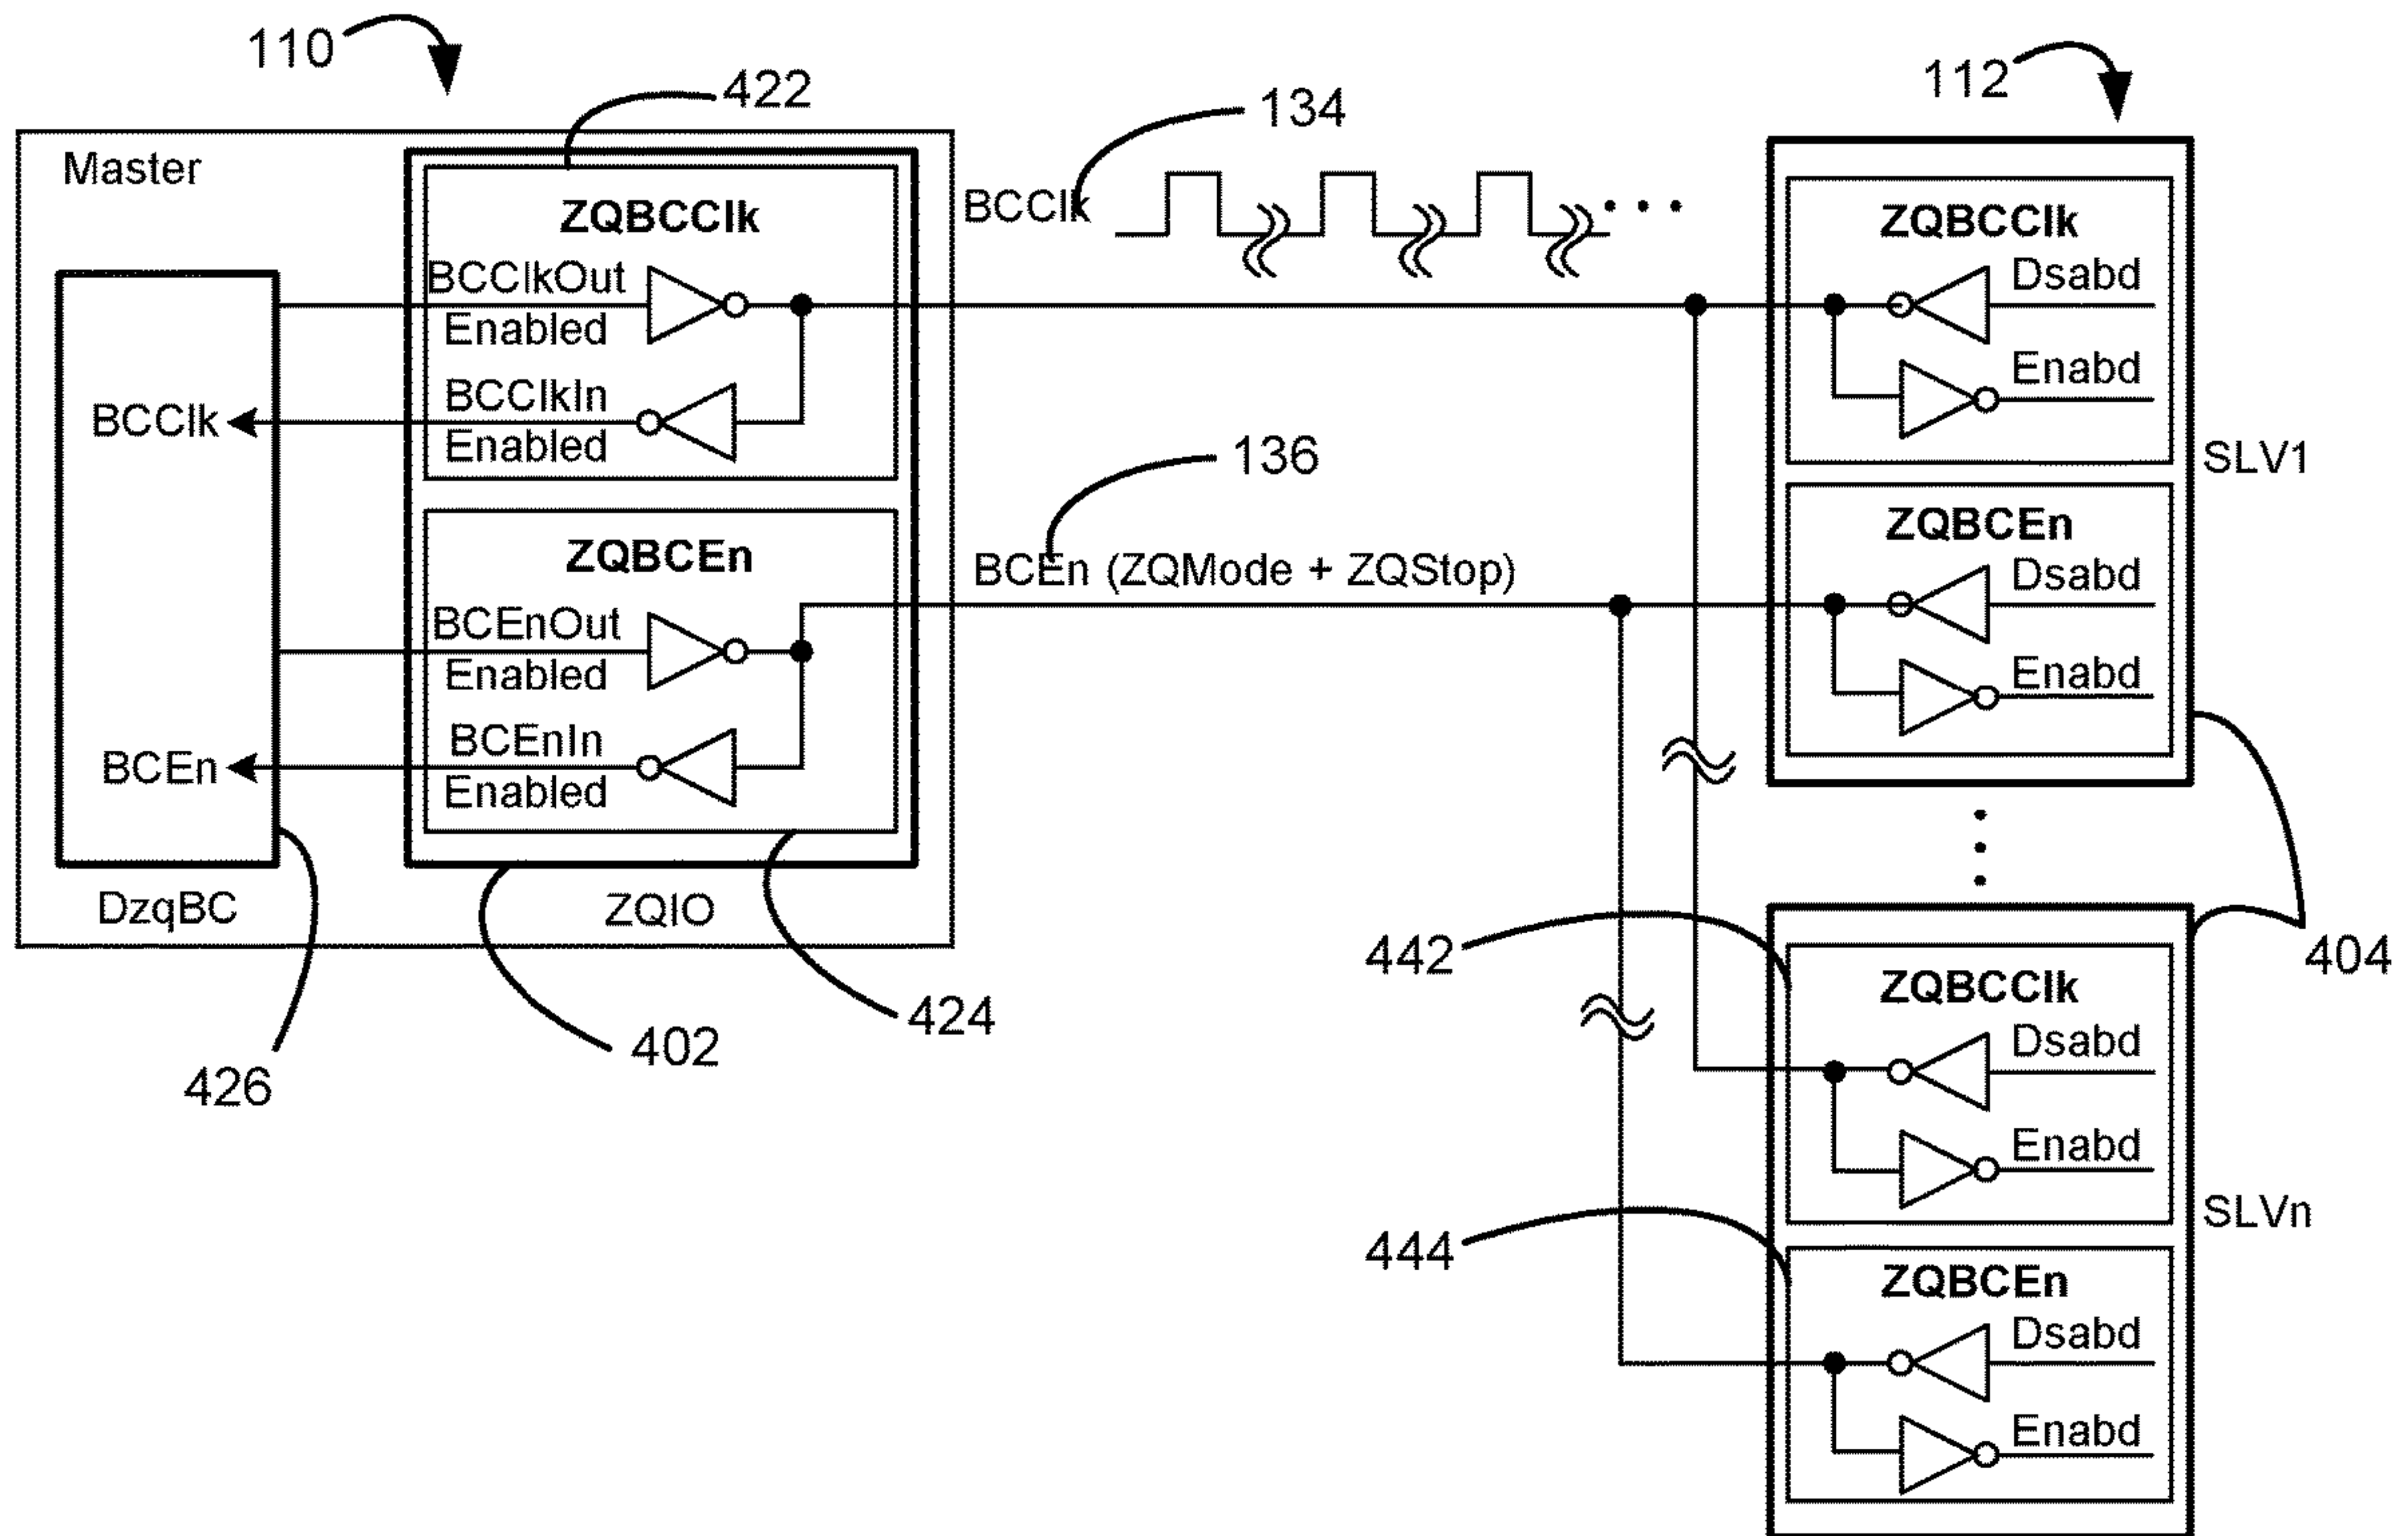 110
422
134
112
Master
ZQBCClk
BCClkOut
Enabled
BCClkIn
Enabled
BCClk
ZQBCEn
BCEnOut
Enabled
BCEnIn
Enabled
BCEn
DzqBC
ZQIO
426
402
424
BCClk
136
BCEn (ZQMode + ZQStop)
ZQBCClk
Dsabd
Enabd
SLV1
ZQBCEn
Dsabd
Enabd
404
442
ZQBCClk
Dsabd
Enabd
SLVn
444
ZQBCEn
Dsabd
Enabd